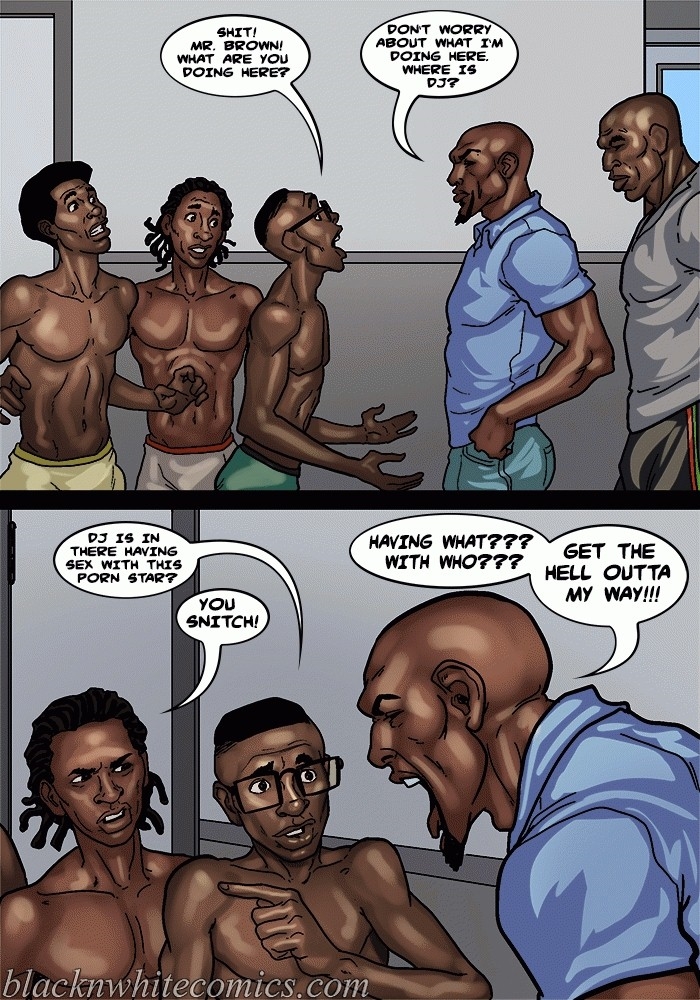 SHIT!
MR. BROWN!
WHAT ARE YOU
DOING HERE?
DON'T WORRY
ABOUT WHAT I'M
DOING HERE.
WHERE IS
DJ?
DJ IS IN
THERE HAVING
SEX WITH THIS
PORN STAR?
YOU
SNITCH!
HAVING WHAT???
WITH WHO???
GET THE
HELL OUTTA
MY WAY!!!
blacknwhitecomics.com